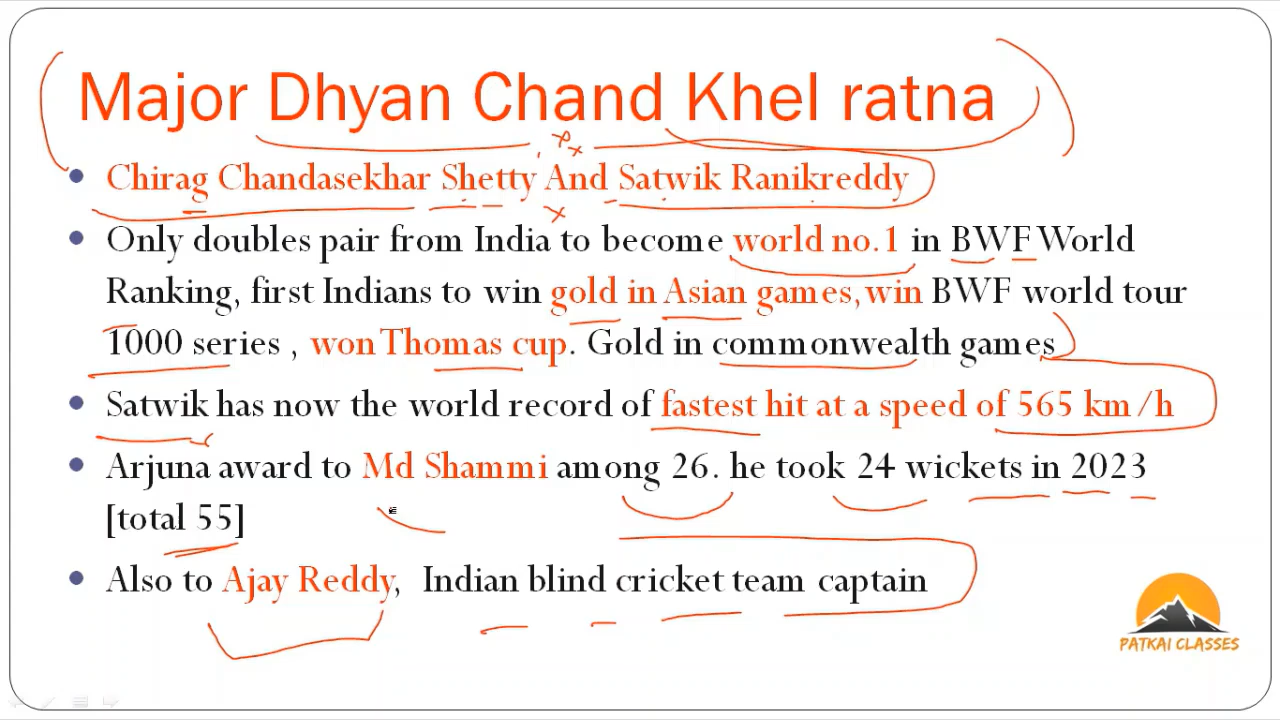 Major Dhyan Chand Khel ratna
Chirag Chandasekhar Shetty And Satwik Ranikreddy
Only doubles pair from India to become world no.1 in BWF World
Ranking, first Indians to win gold in Asian games, win BWF world tour
1000 series , won Thomas cup. Gold in commonwealth games
Satwik has now the world record of fastest hit at a speed of 565 km/h
Arjuna award to Md Shammi among 26. he took 24 wickets in 2023
[total 55]
Also to Ajay Reddy, Indian blind cricket team captain
PATKAI CLASSES